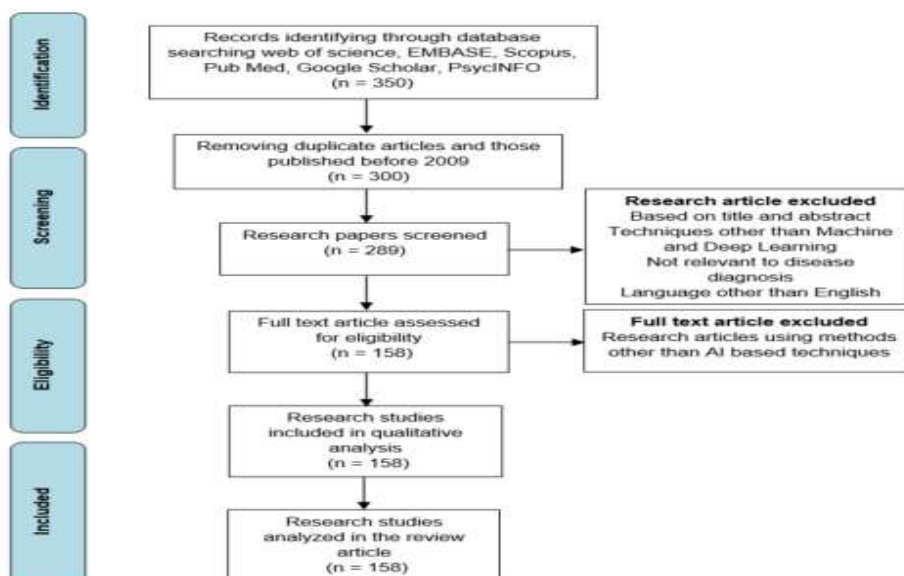 Identification
Records identifying through database
searching web of science, EMBASE, Scopus,
Pub Med, Google Scholar, PsycINFO
(n = 350)
Removing duplicate articles and those
published before 2009
(n = 300)
Screening
Research papers screened
(n = 289)
Research article excluded
Based on title and abstract
Techniques other than Machine
and Deep Learning
Not relevant to disease
diagnosis
Language other than English
Eligibility
Full text article assessed
for eligibility
(n = 158)
Full text article excluded
Research articles using methods
other than AI based techniques
Research studies
included in qualitative
analysis
(n = 158)
Included
Research studies
analyzed in the review
article
(n = 158)